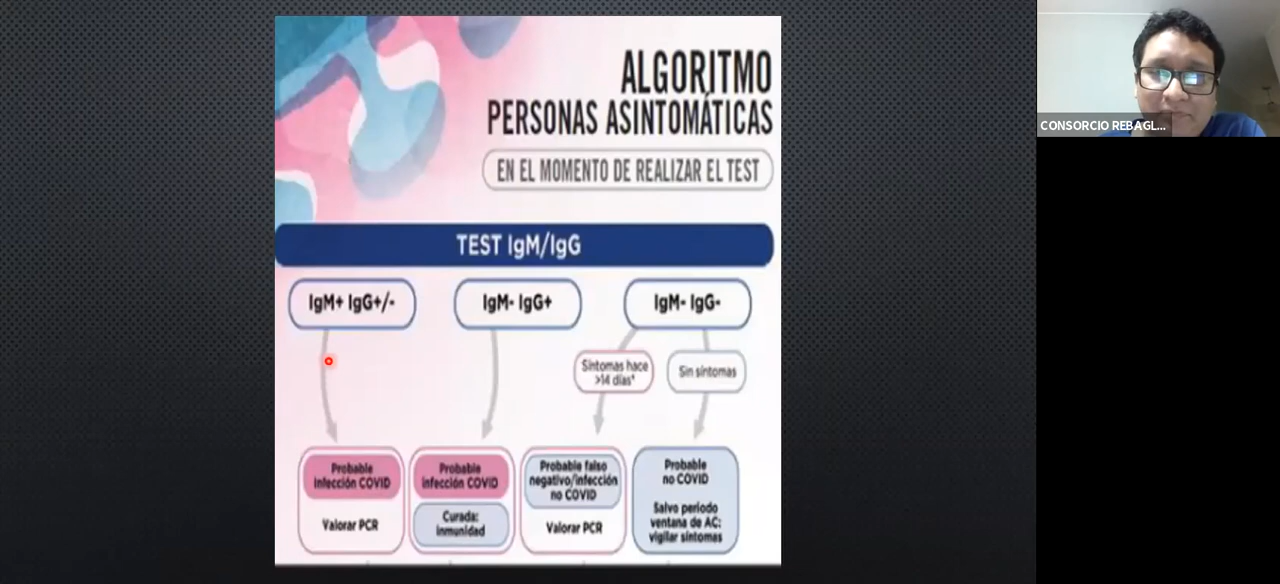 ALGORITMO
PERSONAS ASINTOMÁTICAS
EN EL MOMENTO DE REALIZAR EL TEST
TEST IgM/IgG
IgM+ IgG+/-
IgM- IgG+
IgM- IgG-
Síntomas hace
>14 días*
Sin síntomas
Probable
infección COVID
Valorar PCR
Probable
infección COVID
Curada:
inmunidad
Probable falso
negativo/infección
no COVID
Valorar PCR
Probable
no COVID
Salvo periodo
ventana de AC:
vigilar síntomas
CONSORCIO REBAGL...